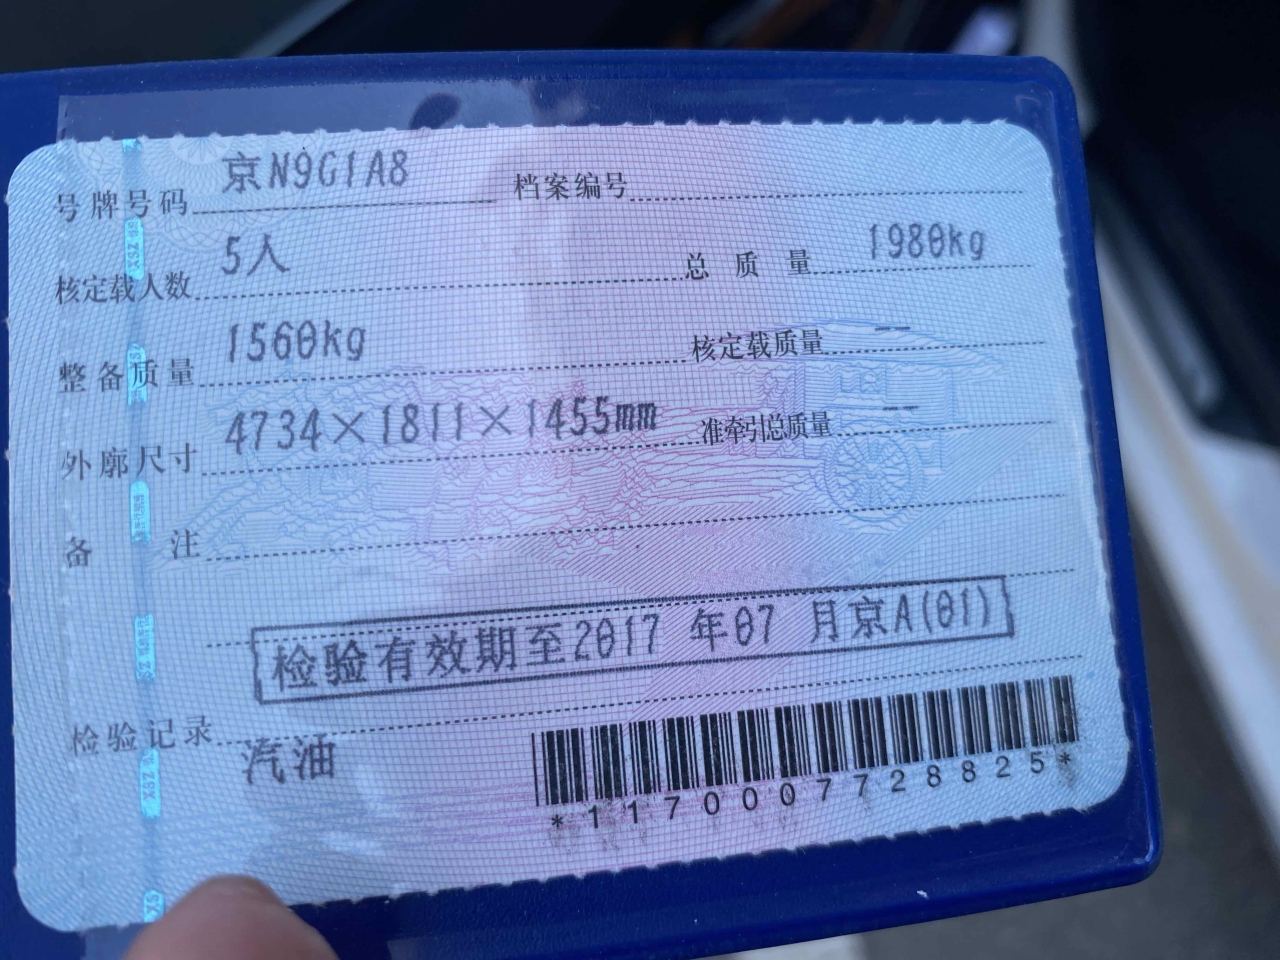 号牌号码 京N9G1A8 档案编号
核定载人数 5人 总质量 1980kg
整备质量 1560kg 核定载质量 --
外廓尺寸 4734×1811×1455mm 准牵引总质量 --
备注
检验有效期至2017 年07 月京A(01)
检验记录 汽油
*1170007728825*